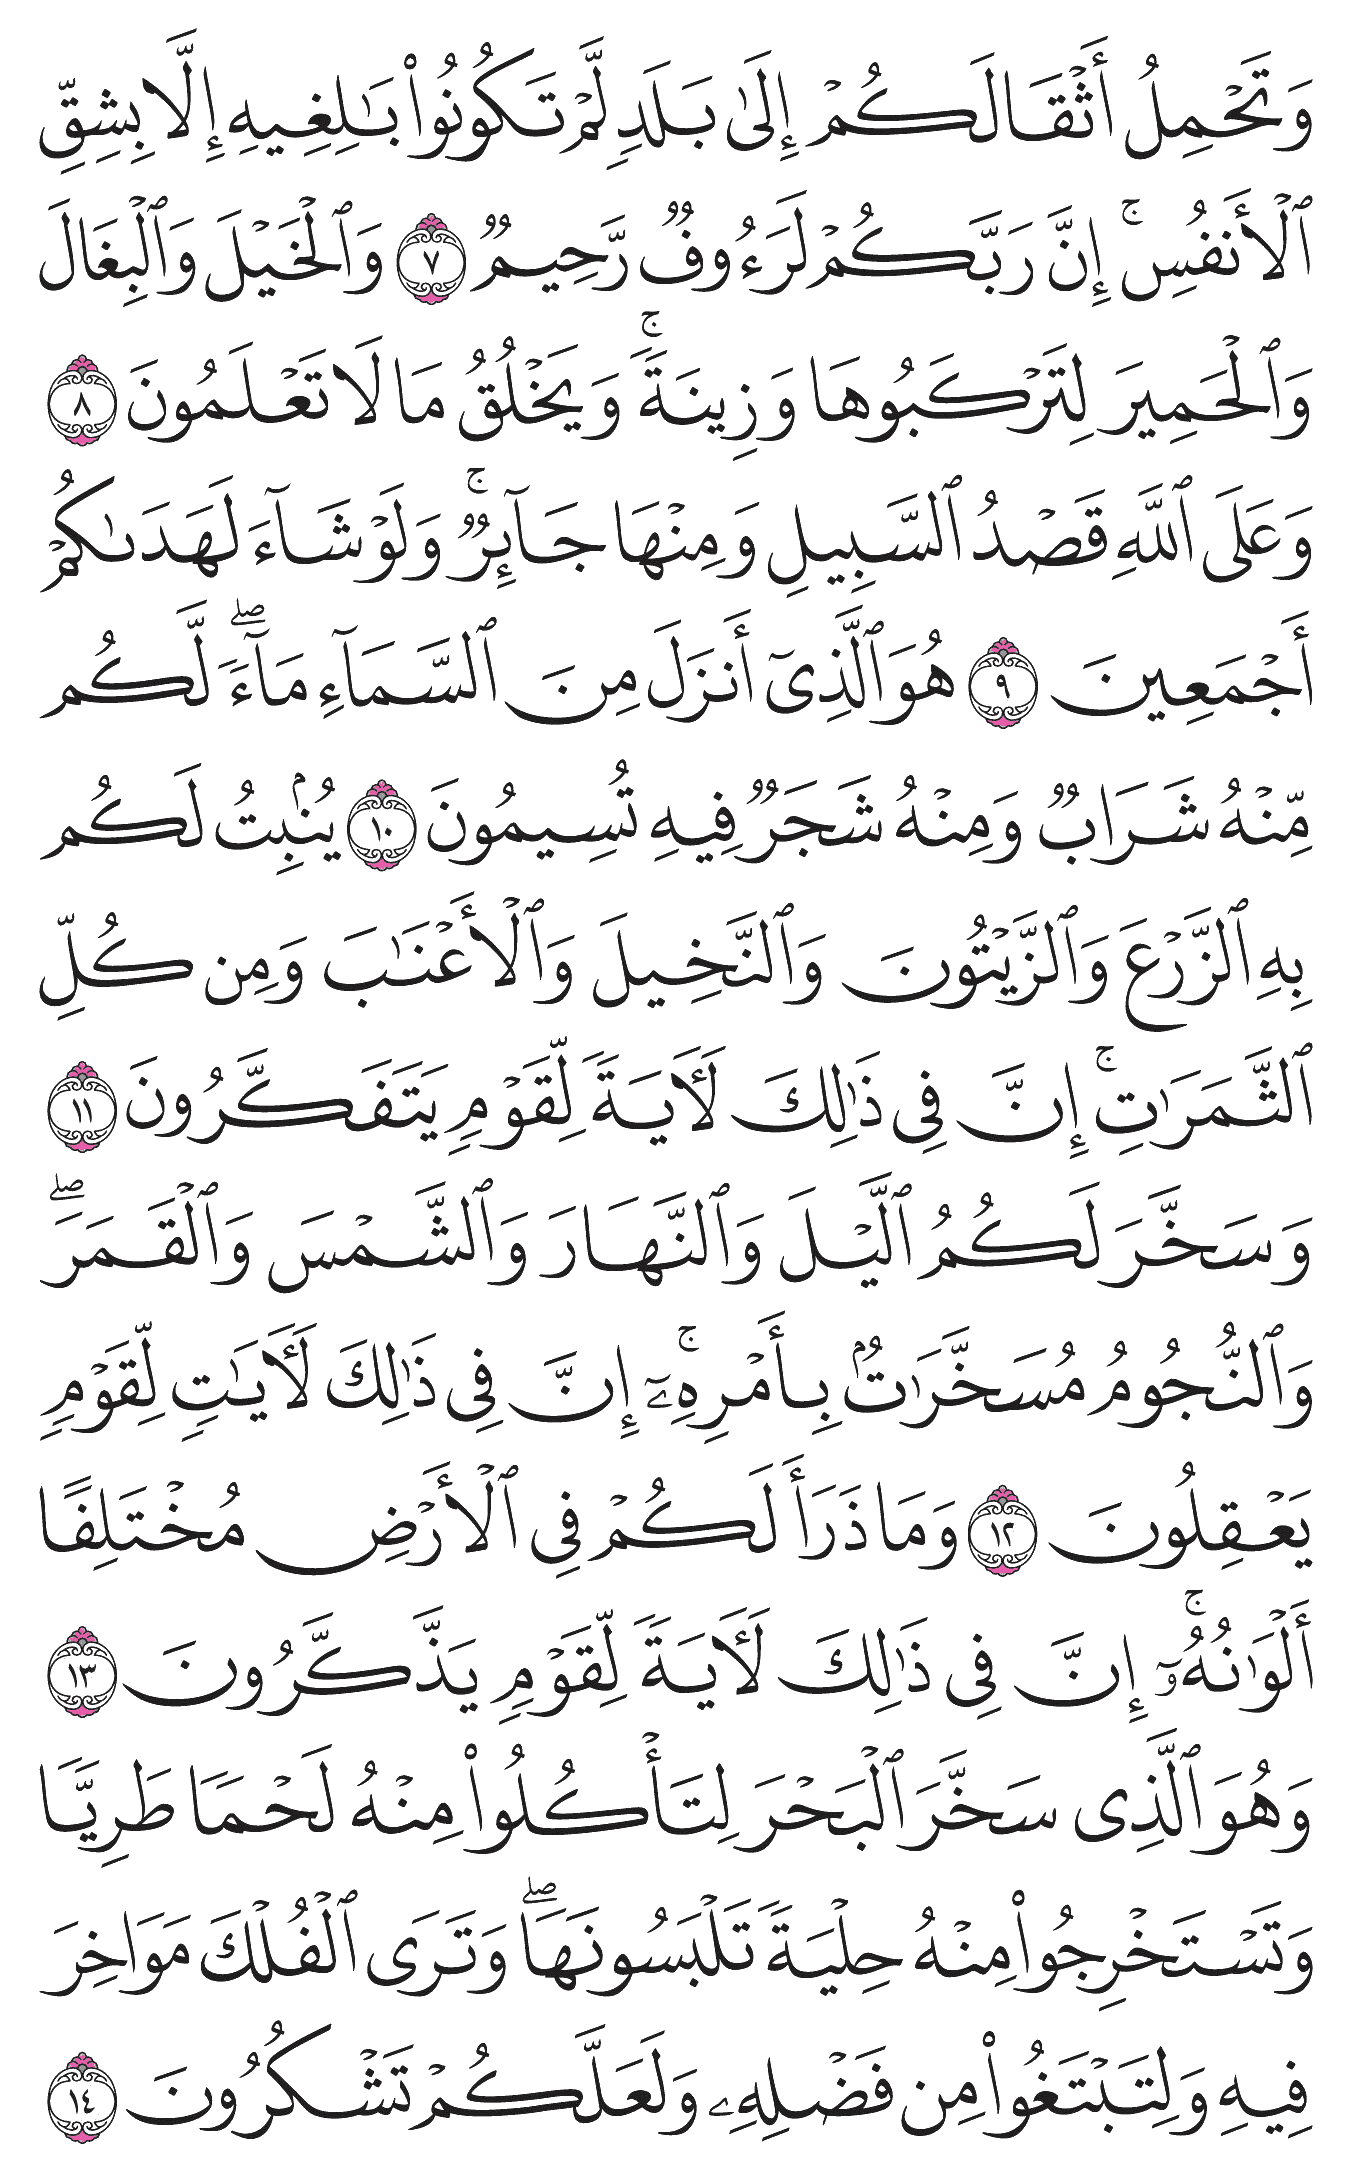 وَتَحْمِلُ أَثْقَالَكُمْ إِلَىٰ بَلَدٍ لَّمْ تَكُونُوا۟ بَـٰلِغِيهِ إِلَّا بِشِقِّ
ٱلْأَنفُسِ ۚ إِنَّ رَبَّكُمْ لَرَءُوفٌ رَّحِيمٌ ٧ وَٱلْخَيْلَ وَٱلْبِغَالَ
وَٱلْحَمِيرَ لِتَرْكَبُوهَا وَزِينَةً ۚ وَيَخْلُقُ مَا لَا تَعْلَمُونَ ٨
وَعَلَى ٱللَّهِ قَصْدُ ٱلسَّبِيلِ وَمِنْهَا جَآئِرٌ ۚ وَلَوْ شَآءَ لَهَدَىٰكُمْ
أَجْمَعِينَ ٩ هُوَ ٱلَّذِىٓ أَنزَلَ مِنَ ٱلسَّمَآءِ مَآءً ۖ لَّكُم
مِّنْهُ شَرَابٌ وَمِنْهُ شَجَرٌ فِيهِ تُسِيمُونَ ١٠ يُنۢبِتُ لَكُم
بِهِ ٱلزَّرْعَ وَٱلزَّيْتُونَ وَٱلنَّخِيلَ وَٱلْأَعْنَـٰبَ وَمِن كُلِّ
ٱلثَّمَرَٰتِ ۗ إِنَّ فِى ذَٰلِكَ لَـَٔايَةً لِّقَوْمٍ يَتَفَكَّرُونَ ١١
وَسَخَّرَ لَكُمُ ٱلَّيْلَ وَٱلنَّهَارَ وَٱلشَّمْسَ وَٱلْقَمَرَ ۖ
وَٱلنُّجُومُ مُسَخَّرَٰتٌۢ بِأَمْرِهِۦٓ ۚ إِنَّ فِى ذَٰلِكَ لَـَٔايَـٰتٍ لِّقَوْمٍ
يَعْقِلُونَ ١٢ وَمَا ذَرَأَ لَكُمْ فِى ٱلْأَرْضِ مُخْتَلِفًا
أَلْوَٰنُهُۥٓ ۚ إِنَّ فِى ذَٰلِكَ لَـَٔايَةً لِّقَوْمٍ يَذَّكَّرُونَ ١٣
وَهُوَ ٱلَّذِى سَخَّرَ ٱلْبَحْرَ لِتَأْكُلُوا۟ مِنْهُ لَحْمًا طَرِيًّا
وَتَسْتَخْرِجُوا۟ مِنْهُ حِلْيَةً تَلْبَسُونَهَا ۖ وَتَرَى ٱلْفُلْكَ مَوَاخِرَ
فِيهِ وَلِتَبْتَغُوا۟ مِن فَضْلِهِۦ وَلَعَلَّكُمْ تَشْكُرُونَ ١٤